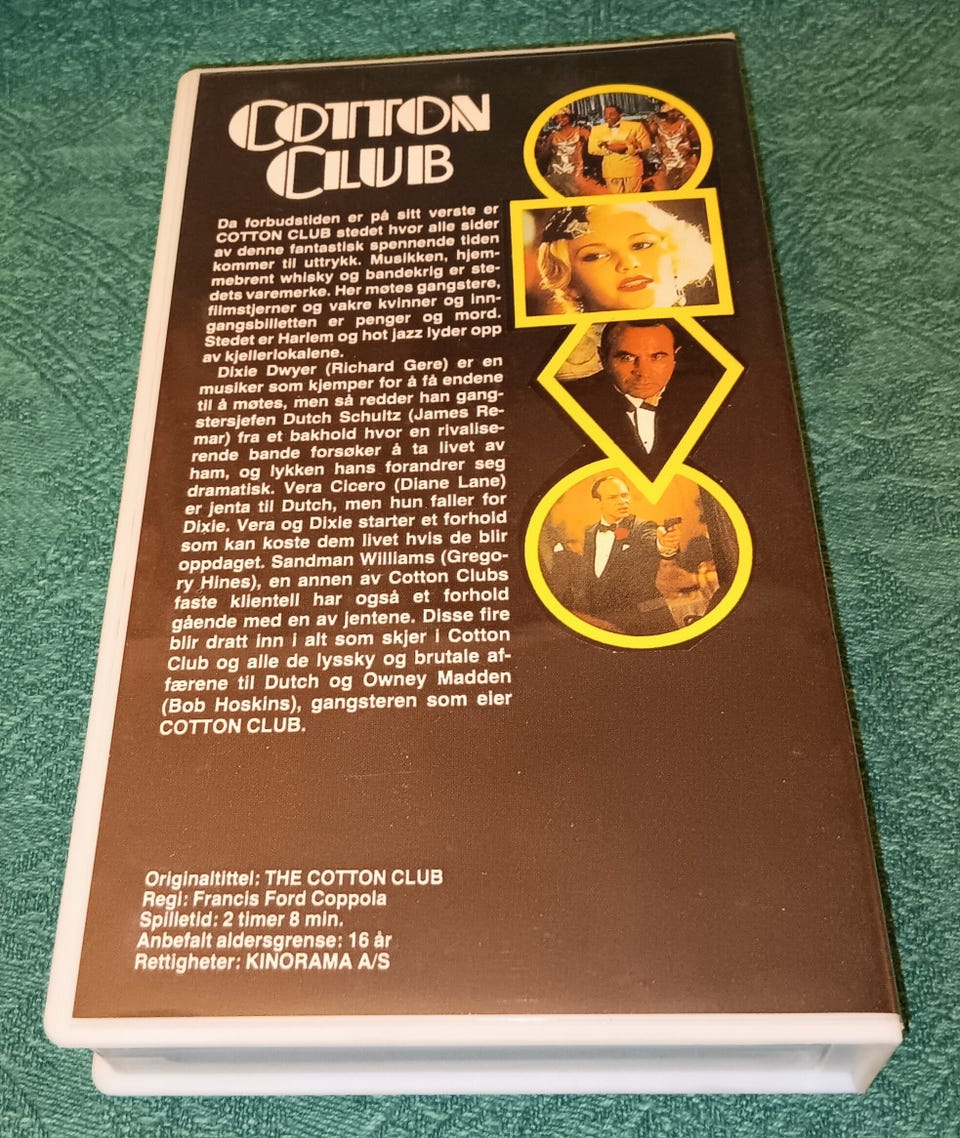 COTTON
CLUB
Da forbudstiden er på sitt verste er
COTTON CLUB stedet hvor alle sider
av denne fantastisk spennende tiden
kommer til uttrykk. Musikken, hjem-
mebrent whisky og bandekrig er ste-
dets varemerke. Her møtes gangstere,
filmstjerner og vakre kvinner og inn-
gangsbilletten er penger og mord.
Stedet er Harlem og hot jazz lyder opp
av kjellerlokalene.
Dixie Dwyer (Richard Gere) er en
musiker som kjemper for å få endene
til å møtes, men så redder han gang-
stersjefen Dutch Schultz (James Re-
mar) fra et bakhold hvor en rivalise-
rende bande forsøker å ta livet av
ham, og lykken hans forandrer seg
dramatisk. Vera Cicero (Diane Lane)
er jenta til Dutch, men hun faller for
Dixie. Vera og Dixie starter et forhold
som kan koste dem livet hvis de blir
oppdaget. Sandman Williams (Grego-
ry Hines), en annen av Cotton Clubs
faste klientell har også et forhold
gående med en av jentene. Disse fire
blir dratt inn i alt som skjer i Cotton
Club og alle de lyssky og brutale af-
færene til Dutch og Owney Madden
(Bob Hoskins), gangsteren som eier
COTTON CLUB.
Originaltittel: THE COTTON CLUB
Regi: Francis Ford Coppola
Spilletid: 2 timer 8 min.
Anbefalt aldersgrense: 16 år
Rettigheter: KINORAMA A/S